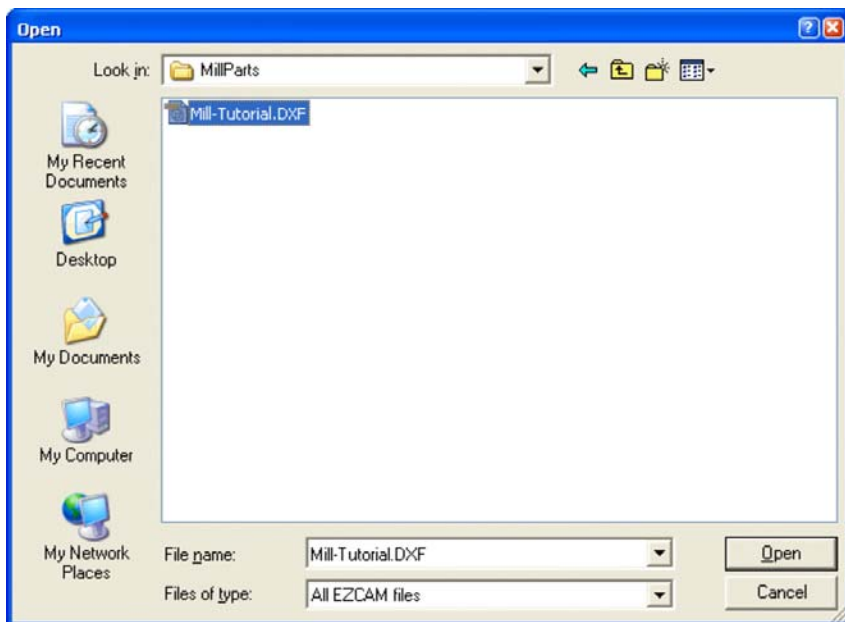 Open
Look in: MillParts
Mill-Tutorial.DXF
My Recent
Documents
Desktop
My Documents
My Computer
My Network
Places
File name: Mill-Tutorial.DXF Open
Files of type: All EZCAM files Cancel